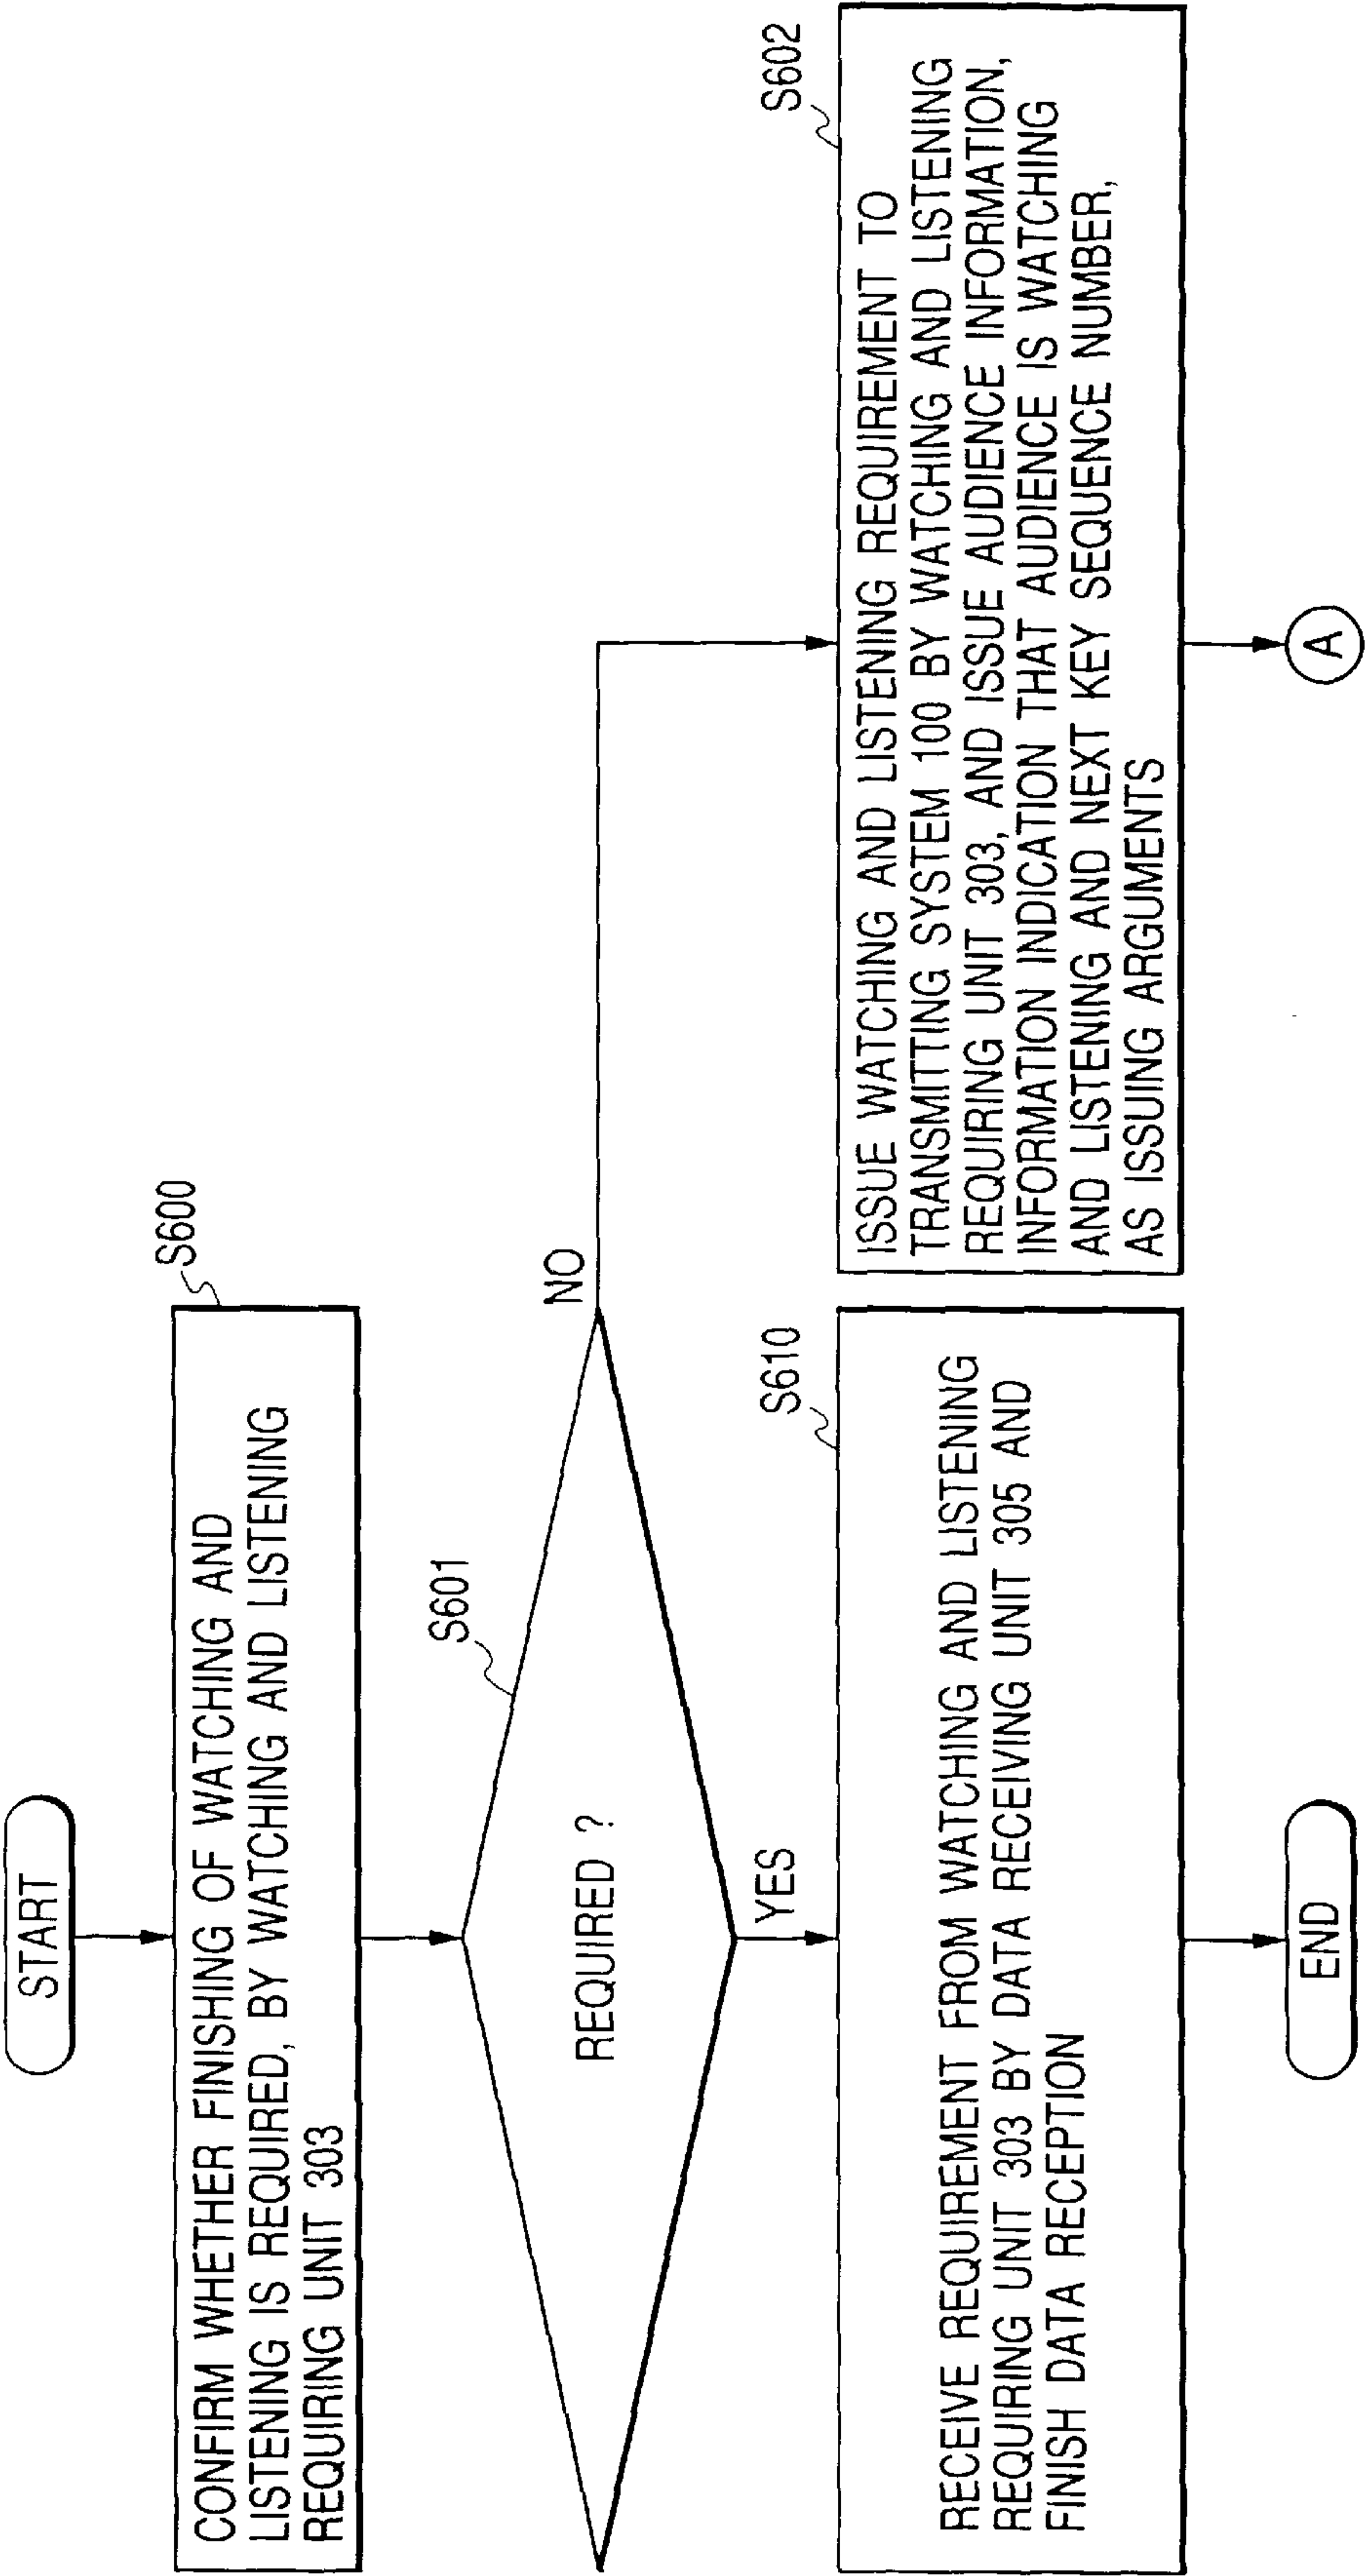 START
S600
CONFIRM WHETHER FINISHING OF WATCHING AND
LISTENING IS REQUIRED, BY WATCHING AND LISTENING
REQUIRING UNIT 303
S601
REQUIRED ?
NO
YES
S610
RECEIVE REQUIREMENT FROM WATCHING AND LISTENING
REQUIRING UNIT 303 BY DATA RECEIVING UNIT 305 AND
FINISH DATA RECEPTION
END
S602
ISSUE WATCHING AND LISTENING REQUIREMENT TO
TRANSMITTING SYSTEM 100 BY WATCHING AND LISTENING
REQUIRING UNIT 303, AND ISSUE AUDIENCE INFORMATION,
INFORMATION INDICATION THAT AUDIENCE IS WATCHING
AND LISTENING AND NEXT KEY SEQUENCE NUMBER,
AS ISSUING ARGUMENTS
A